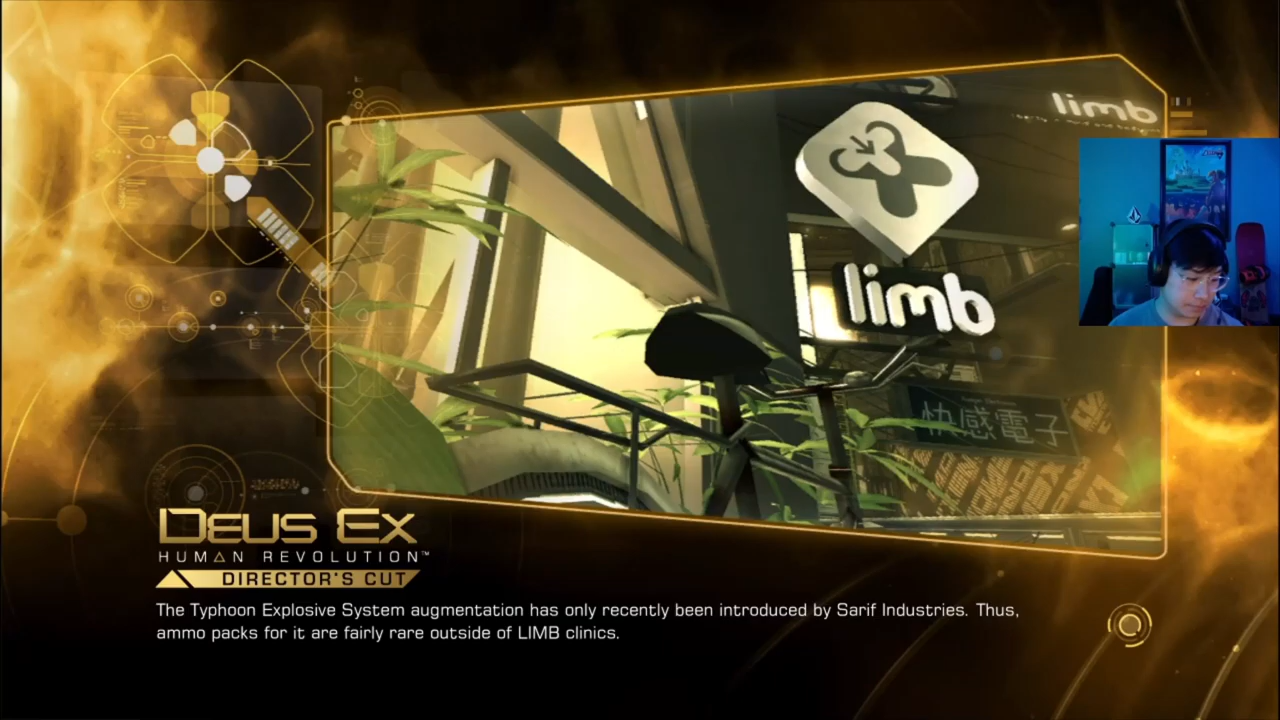 limb
limb
快感電子
DEUS EX
HUMAN REVOLUTION™
DIRECTOR'S CUT
The Typhoon Explosive System augmentation has only recently been introduced by Sarif Industries. Thus,
ammo packs for it are fairly rare outside of LIMB clinics.